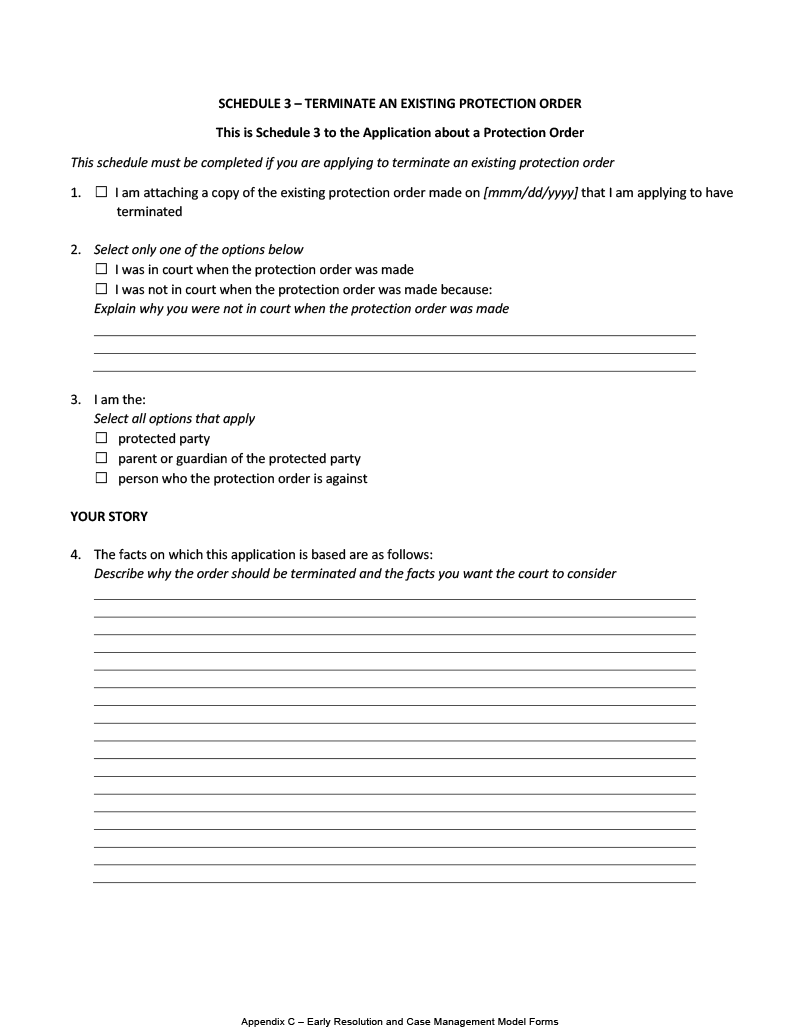 SCHEDULE 3 – TERMINATE AN EXISTING PROTECTION ORDER
This is Schedule 3 to the Application about a Protection Order
This schedule must be completed if you are applying to terminate an existing protection order
1. ☐ I am attaching a copy of the existing protection order made on [mmm/dd/yyyy] that I am applying to have
terminated
2. Select only one of the options below
☐ I was in court when the protection order was made
☐ I was not in court when the protection order was made because:
Explain why you were not in court when the protection order was made
3. I am the:
Select all options that apply
☐ protected party
☐ parent or guardian of the protected party
☐ person who the protection order is against
YOUR STORY
4. The facts on which this application is based are as follows:
Describe why the order should be terminated and the facts you want the court to consider
Appendix C – Early Resolution and Case Management Model Forms